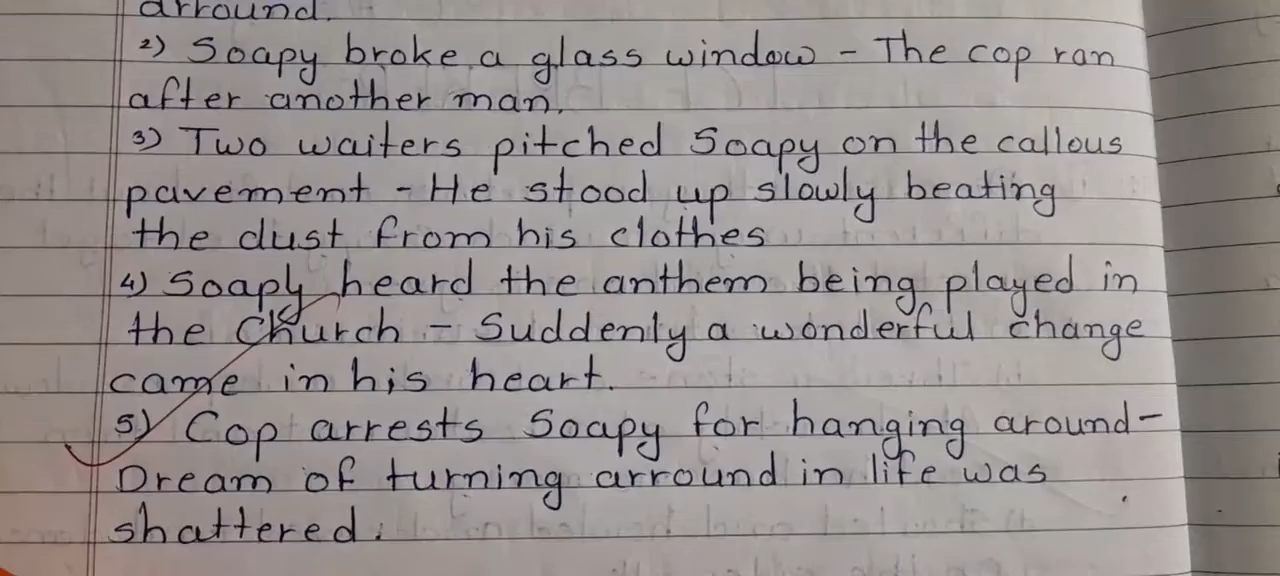 arround.
2) Soapy broke a glass window - The cop ran
after another man.
3) Two waiters pitched Soapy on the callous
pavement - He stood up slowly beating
the dust from his clothes
4) Soaply heard the anthem being played in
the Church - Suddenly a wonderful change
came in his heart.
5) Cop arrests Soapy for hanging around-
Dream of turning arround in life was
shattered.